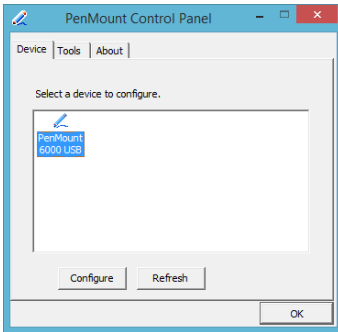 PenMount Control Panel
Device Tools About
Select a device to configure.
PenMount
6000 USB
Configure Refresh
OK